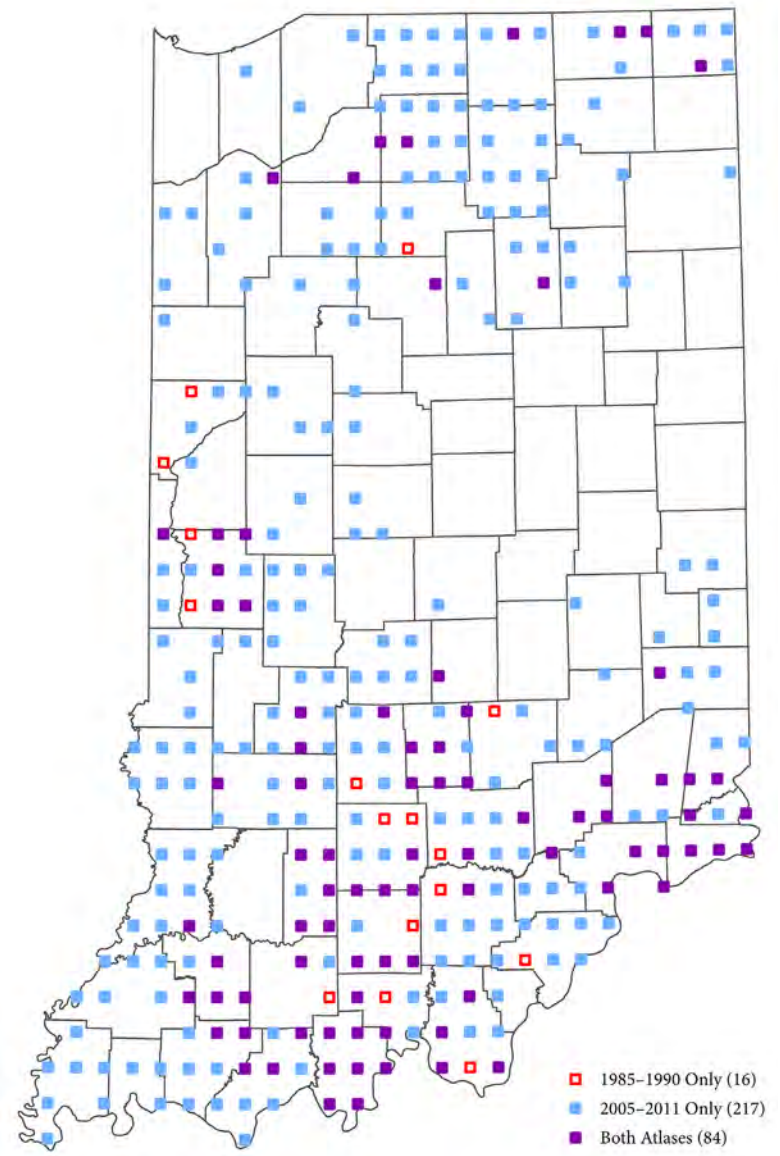 1985–1990 Only (16)
2005–2011 Only (217)
Both Atlases (84)